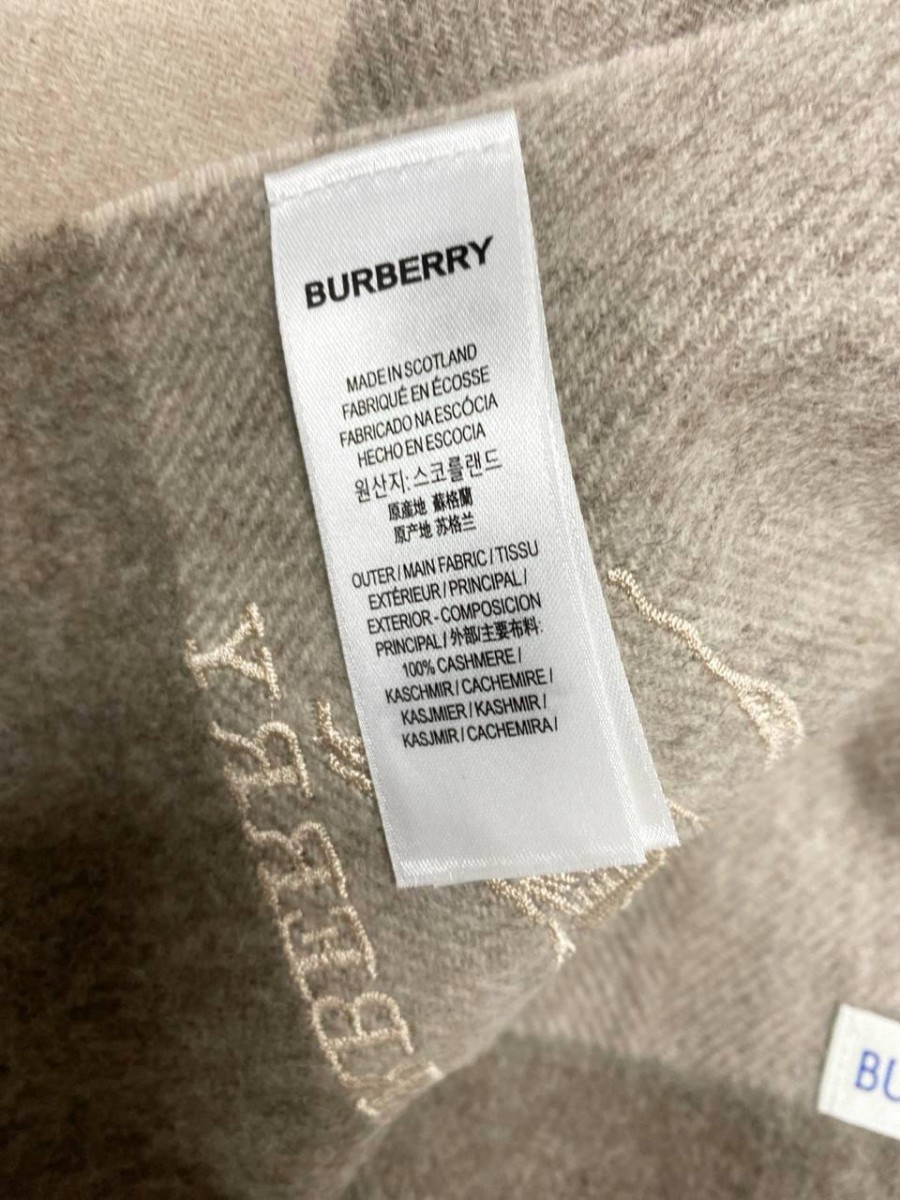 BURBERRY
MADE IN SCOTLAND
FABRIQUÉ EN ÉCOSSE
FABRICADO NA ESCÓCIA
HECHO EN ESCOCIA
원산지: 스코틀랜드
原產地 蘇格蘭
原产地 苏格兰
OUTER / MAIN FABRIC / TISSU
EXTÉRIEUR / PRINCIPAL /
EXTERIOR - COMPOSICION
PRINCIPAL / 外部/主要布料:
100% CASHMERE /
KASCHMIR / CACHEMIRE /
KASJMIER / KASHMIR /
KASJMIR / CACHEMIRA /
BERRY
BU